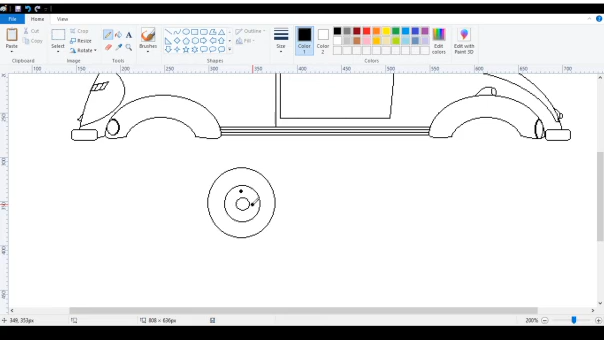 File Home View
Paste
Cut
Copy
Clipboard
Select
Crop
Resize
Rotate
Image
Tools
Brushes
Shapes
Outline
Fill
Size
Color 1
Color 2
Colors
Edit colors
Edit with Paint 3D
100 150 200 250 300 350 400 450 500 550 600 650 700
349, 353px
808 × 636px
200%